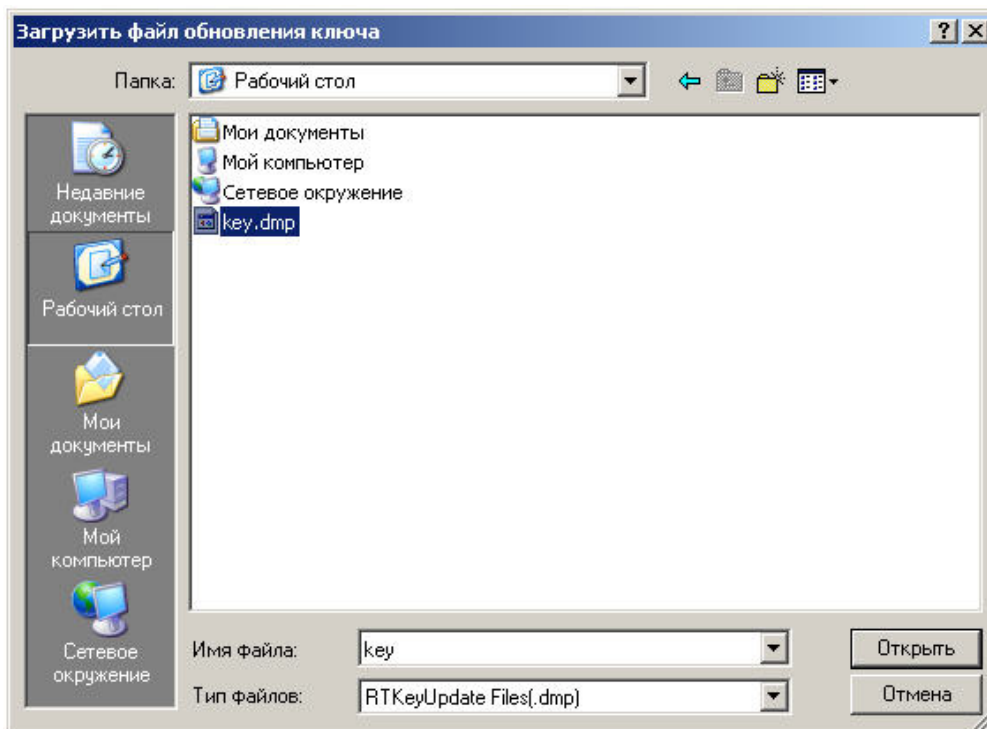 Загрузить файл обновления ключа
Папка:
Рабочий стол
Недавние
документы
Рабочий стол
Мои
документы
Мой
компьютер
Сетевое
окружение
Мои документы
Мой компьютер
Сетевое окружение
key.dmp
Имя файла:
key
Открыть
Тип файлов:
RTKeyUpdate Files(.dmp)
Отмена